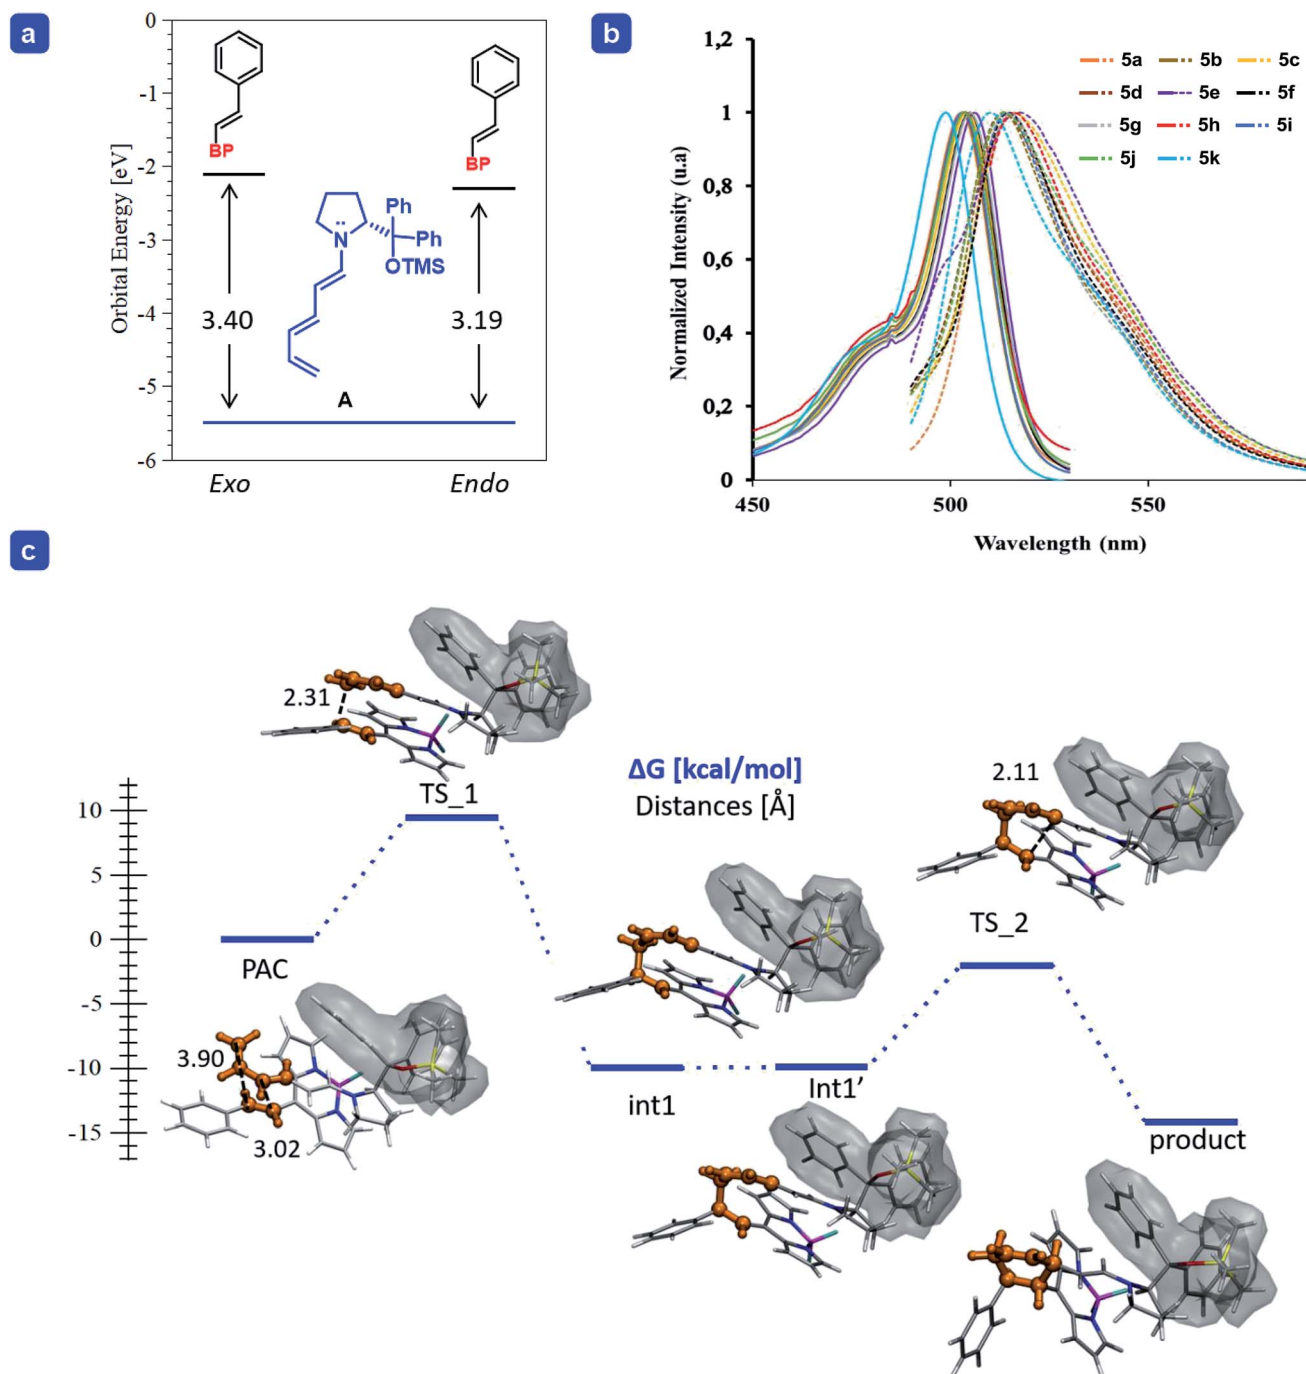 a
0
-1
-2
-3
-4
-5
-6
Orbital Energy [eV]
BP
BP
N
Ph
Ph
OTMS
3.40
3.19
A
Exo
Endo
b
1,2
1
0,8
0,6
0,4
0,2
0
Normalized Intensity (u.a)
450
500
550
Wavelength (nm)
5a 5b 5c
5d 5e 5f
5g 5h 5i
5j 5k
c
2.31
TS_1
ΔG [kcal/mol]
Distances [Å]
2.11
TS_2
10
5
0
-5
-10
-15
PAC
3.90
3.02
int1
Int1’
product